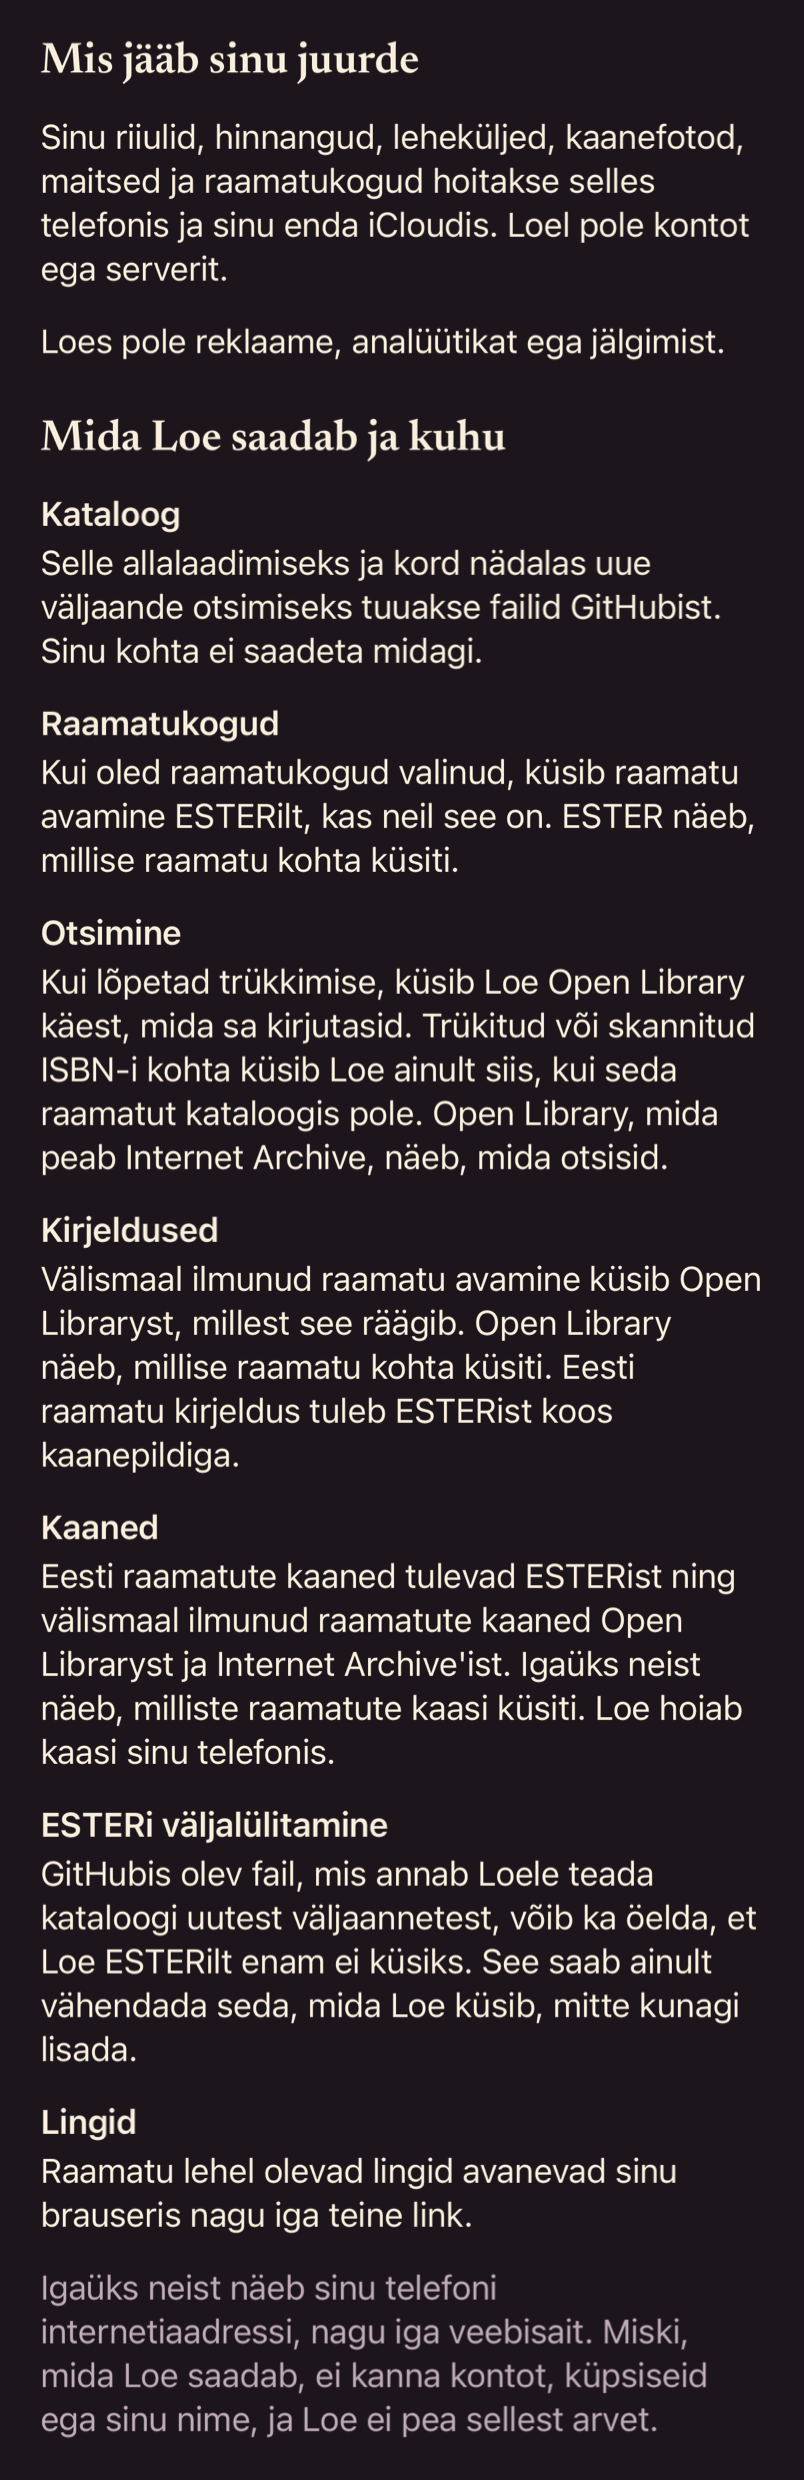 Mis jääb sinu juurde
Sinu riiulid, hinnangud, leheküljed, kaanefotod,
maitsed ja raamatukogud hoitakse selles
telefonis ja sinu enda iCloudis. Loel pole kontot
ega serverit.
Loes pole reklaame, analüütikat ega jälgimist.
Mida Loe saadab ja kuhu
Kataloog
Selle allalaadimiseks ja kord nädalas uue
väljaande otsimiseks tuuakse failid GitHubist.
Sinu kohta ei saadeta midagi.
Raamatukogud
Kui oled raamatukogud valinud, küsib raamatu
avamine ESTERilt, kas neil see on. ESTER näeb,
millise raamatu kohta küsiti.
Otsimine
Kui lõpetad trükkimise, küsib Loe Open Library
käest, mida sa kirjutasid. Trükitud või skannitud
ISBN-i kohta küsib Loe ainult siis, kui seda
raamatut kataloogis pole. Open Library, mida
peab Internet Archive, näeb, mida otsisid.
Kirjeldused
Välismaal ilmunud raamatu avamine küsib Open
Libraryst, millest see räägib. Open Library
näeb, millise raamatu kohta küsiti. Eesti
raamatu kirjeldus tuleb ESTERist koos
kaanepildiga.
Kaaned
Eesti raamatute kaaned tulevad ESTERist ning
välismaal ilmunud raamatute kaaned Open
Libraryst ja Internet Archive'ist. Igaüks neist
näeb, milliste raamatute kaasi küsiti. Loe hoiab
kaasi sinu telefonis.
ESTERi väljalülitamine
GitHubis olev fail, mis annab Loele teada
kataloogi uutest väljaannetest, võib ka öelda, et
Loe ESTERilt enam ei küsiks. See saab ainult
vähendada seda, mida Loe küsib, mitte kunagi
lisada.
Lingid
Raamatu lehel olevad lingid avanevad sinu
brauseris nagu iga teine link.
Igaüks neist näeb sinu telefoni
internetiaadressi, nagu iga veebisait. Miski,
mida Loe saadab, ei kanna kontot, küpsiseid
ega sinu nime, ja Loe ei pea sellest arvet.